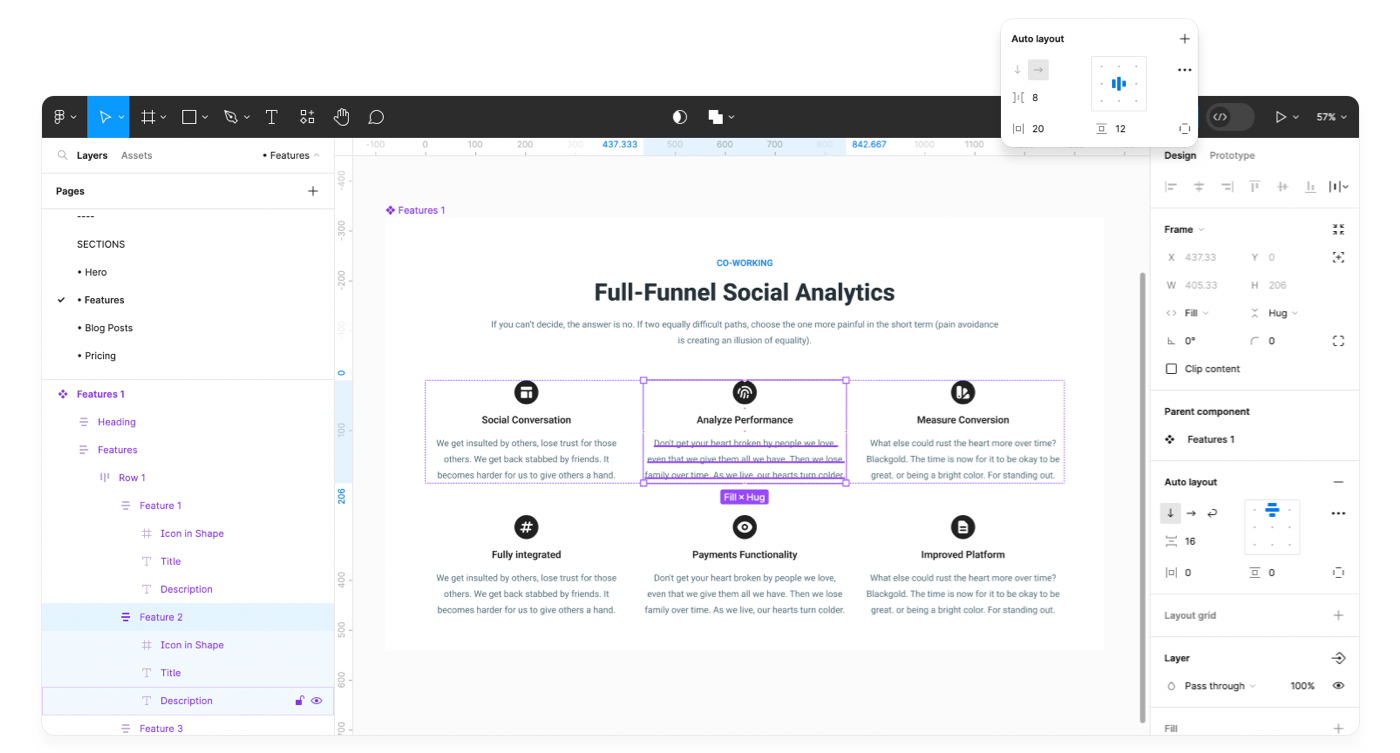 Auto layout
8
20
12
57%
Layers
Assets
• Features
Pages
----
SECTIONS
• Hero
• Features
• Blog Posts
• Pricing
Features 1
Heading
Features
Row 1
Feature 1
Icon in Shape
Title
Description
Feature 2
Icon in Shape
Title
Description
Feature 3
-100
0
100
200
300
437.333
500
600
700
800
842.667
1000
1100
-400
-300
-200
-100
0
100
206
400
500
600
700
Features 1
CO-WORKING
Full-Funnel Social Analytics
If you can't decide, the answer is no. If two equally difficult paths, choose the one more painful in the short term (pain avoidance
is creating an illusion of equality).
Social Conversation
We get insulted by others, lose trust for those
others. We get back stabbed by friends. It
becomes harder for us to give others a hand.
Analyze Performance
Don't get your heart broken by people we love,
even that we give them all we have. Then we lose
family over time. As we live, our hearts turn colder.
Measure Conversion
What else could rust the heart more over time?
Blackgold. The time is now for it to be okay to be
great. or being a bright color. For standing out.
Fill × Hug
Fully integrated
We get insulted by others, lose trust for those
others. We get back stabbed by friends. It
becomes harder for us to give others a hand.
Payments Functionality
Don't get your heart broken by people we love,
even that we give them all we have. Then we lose
family over time. As we live, our hearts turn colder.
Improved Platform
What else could rust the heart more over time?
Blackgold. The time is now for it to be okay to be
great. or being a bright color. For standing out.
Design
Prototype
Frame
X 437.33
Y 0
W 405.33
H 206
Fill
Hug
0°
0
Clip content
Parent component
Features 1
Auto layout
16
0
0
Layout grid
Layer
Pass through
100%
Fill